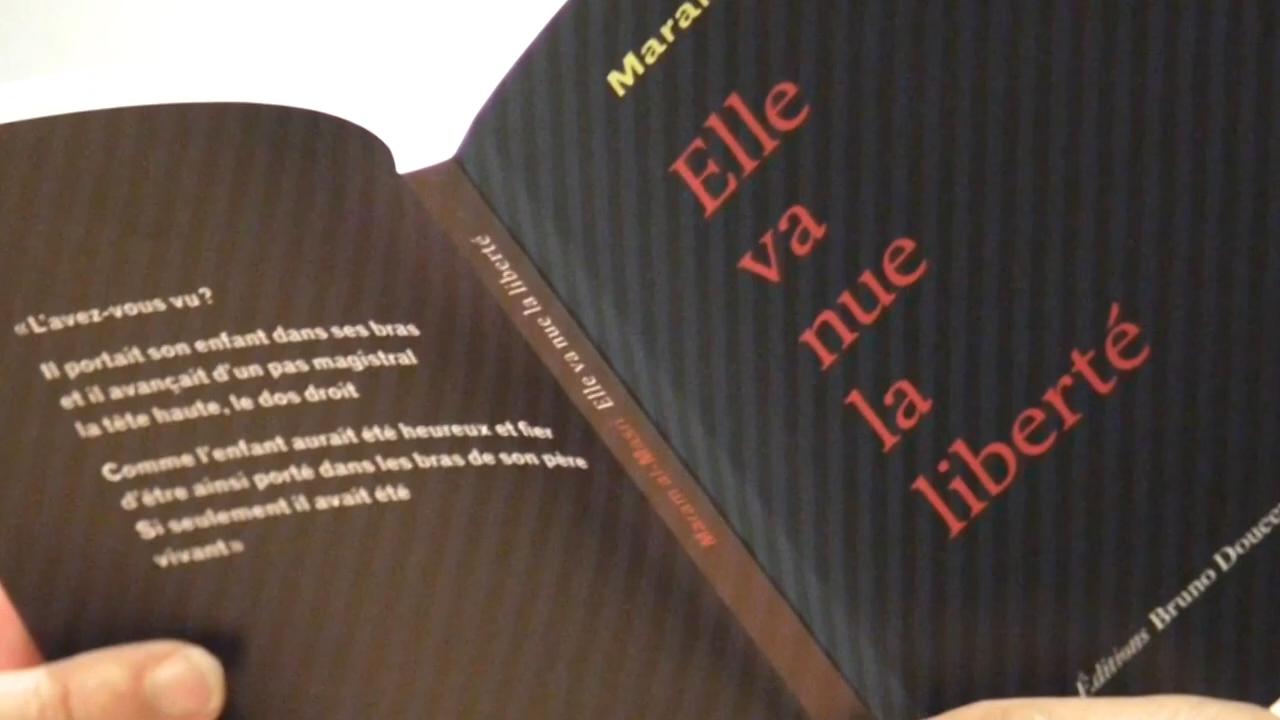 «L'avez-vous vu?
Il portait son enfant dans ses bras
et il avançait d'un pas magistral
la tête haute, le dos droit
Comme l'enfant aurait été heureux et fier
d'être ainsi porté dans les bras de son père
Si seulement il avait été
vivant»
Maram al-Masri Elle va nue la liberté
Elle
va
nue
la
liberté
Éditions Bruno